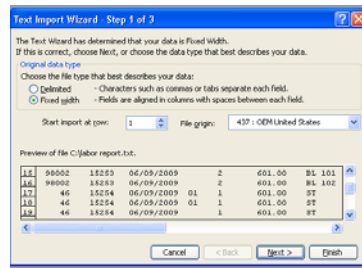 Text Import Wizard - Step 1 of 3
The Text Wizard has determined that your data is Fixed Width.
If this is correct, choose Next, or choose the data type that best describes your data.
Original data type
Choose the file type that best describes your data:
Delimited - Characters such as commas or tabs separate each field.
Fixed width - Fields are aligned in columns with spaces between each field.
Start import at row: 1 File origin: 437 : OEM United States
Preview of file C:\labor report.txt.
15 98002 15253 06/09/2009 2 601.00 BL 101
16 98002 15255 06/09/2009 2 601.00 BL 102
17 46 15254 06/09/2009 01 1 601.00 ST
18 46 15254 06/09/2009 01 1 601.00 ST
19 46 15254 06/09/2009 1 601.00 ST
Cancel < Back Next > Finish